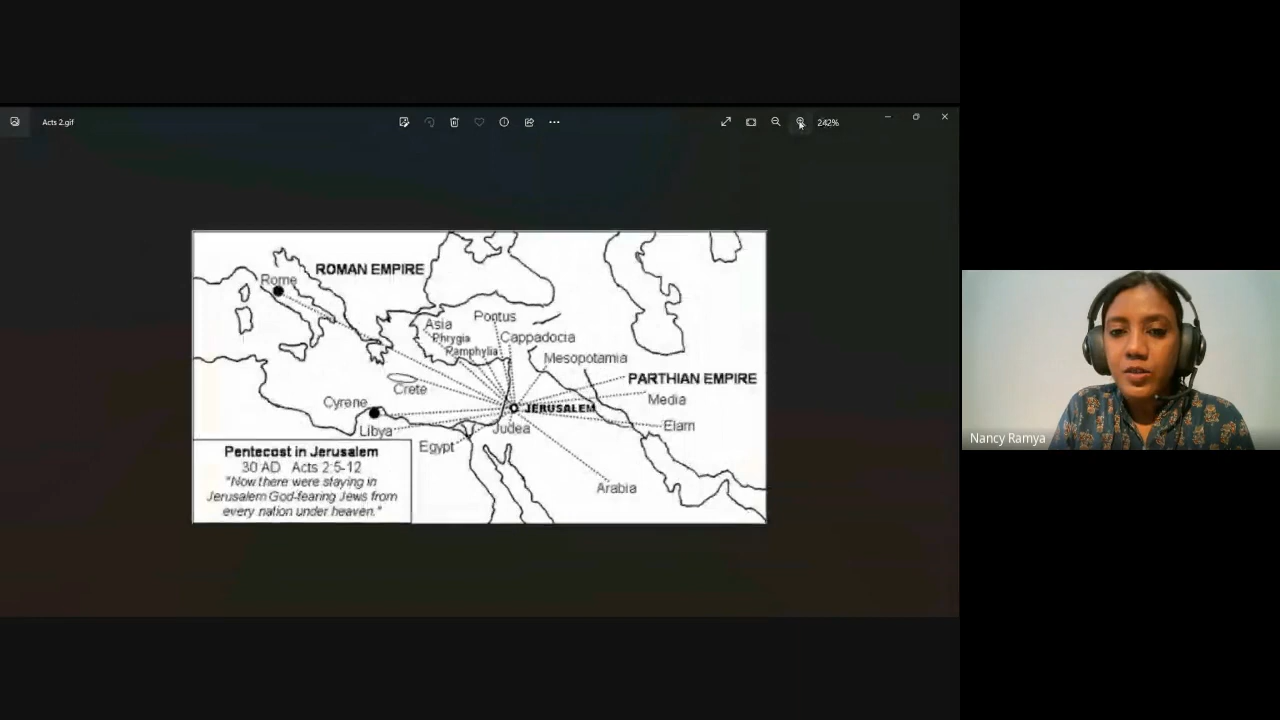 Acts 2.gif
242%
ROMAN EMPIRE
Rome
Pontus
Asia
Phrygia
Cappadocia
Pamphylia
Mesopotamia
PARTHIAN EMPIRE
Crete
Media
Cyrene
JERUSALEM
Libya
Judea
Elam
Egypt
Arabia
Pentecost in Jerusalem
30 AD Acts 2:5-12
"Now there were staying in
Jerusalem God-fearing Jews from
every nation under heaven."
Nancy Ramya